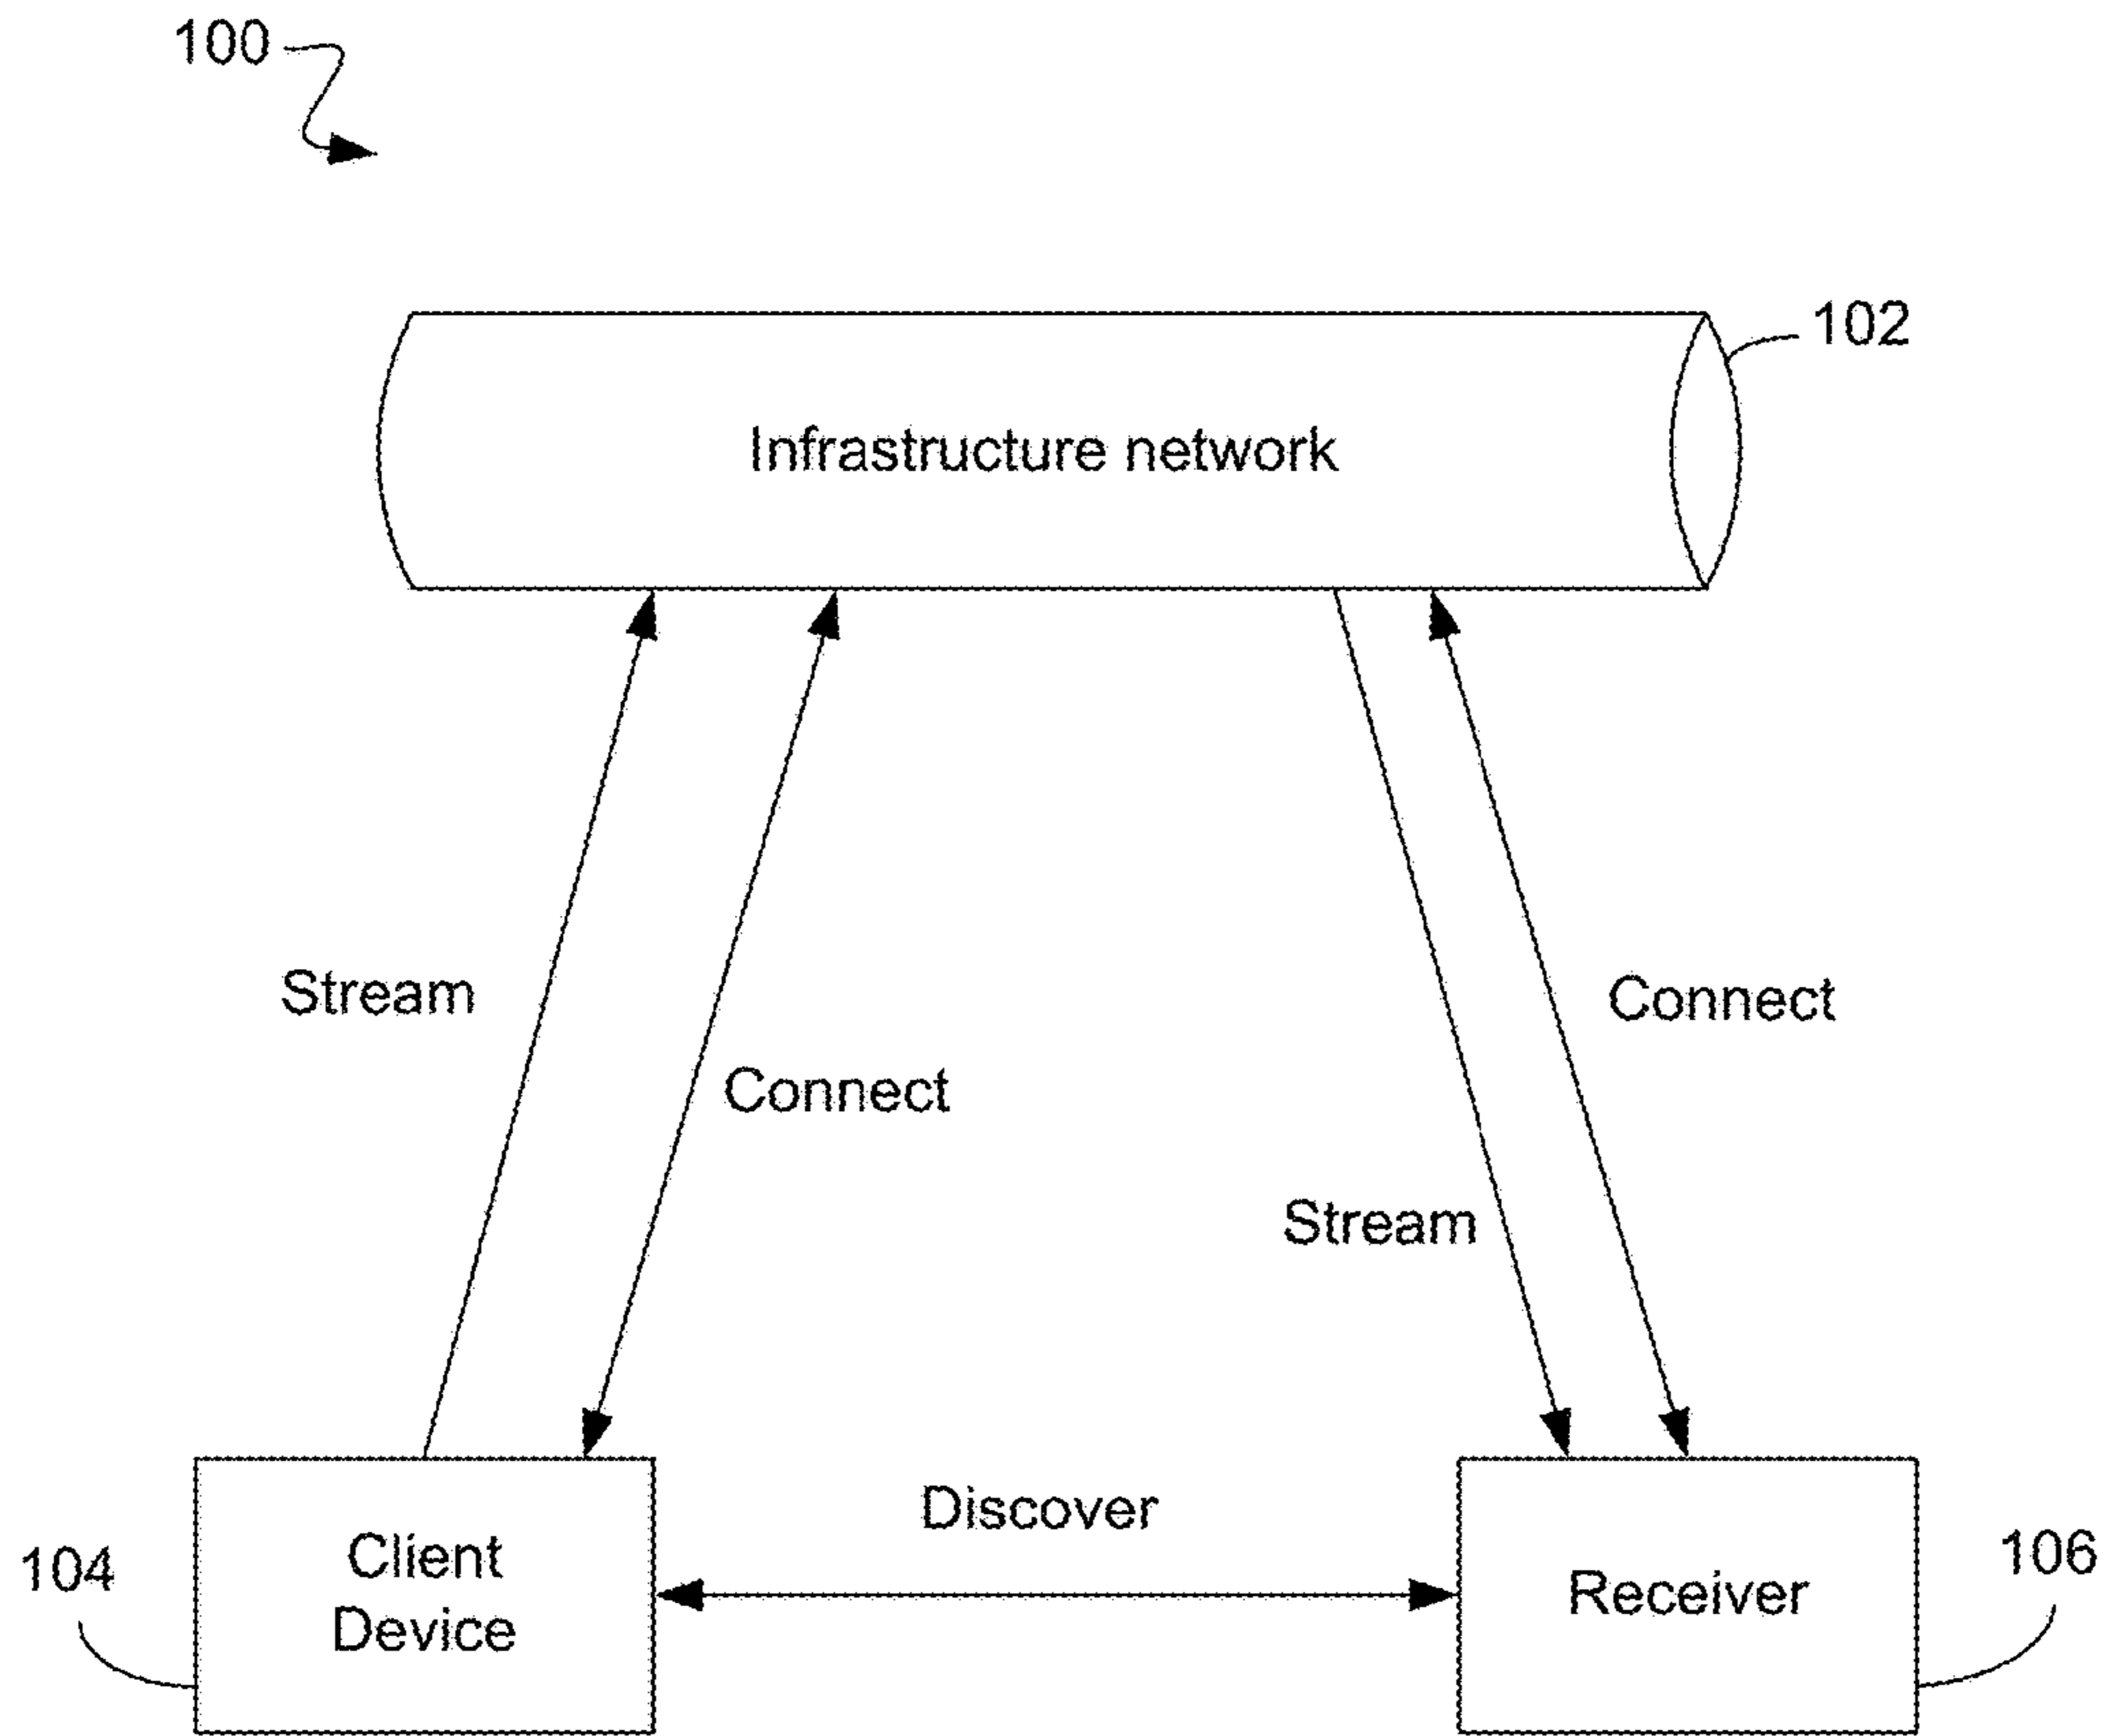 100
102
Infrastructure network
Stream
Connect
Connect
Stream
Discover
104
Client
Device
Receiver
106